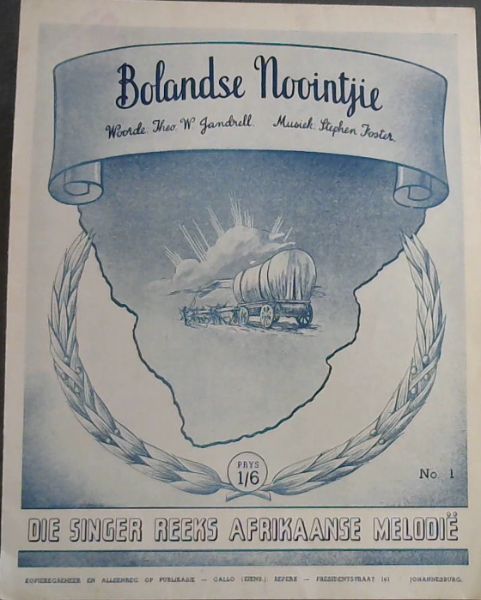 Bolandse Nooientjie
Woorde: Theo. W. Jandrell. Musiek: Stephen Foster.
PRYS
1/6
No. 1
DIE SINGER REEKS AFRIKAANSE MELODIË
KOPIEREGREHEER EN ALLEENREG OP PUBLIKASIE — GALLO (EIENS.) BEPERK — PRESIDENTSTRAAT 161 JOHANNESBURG.